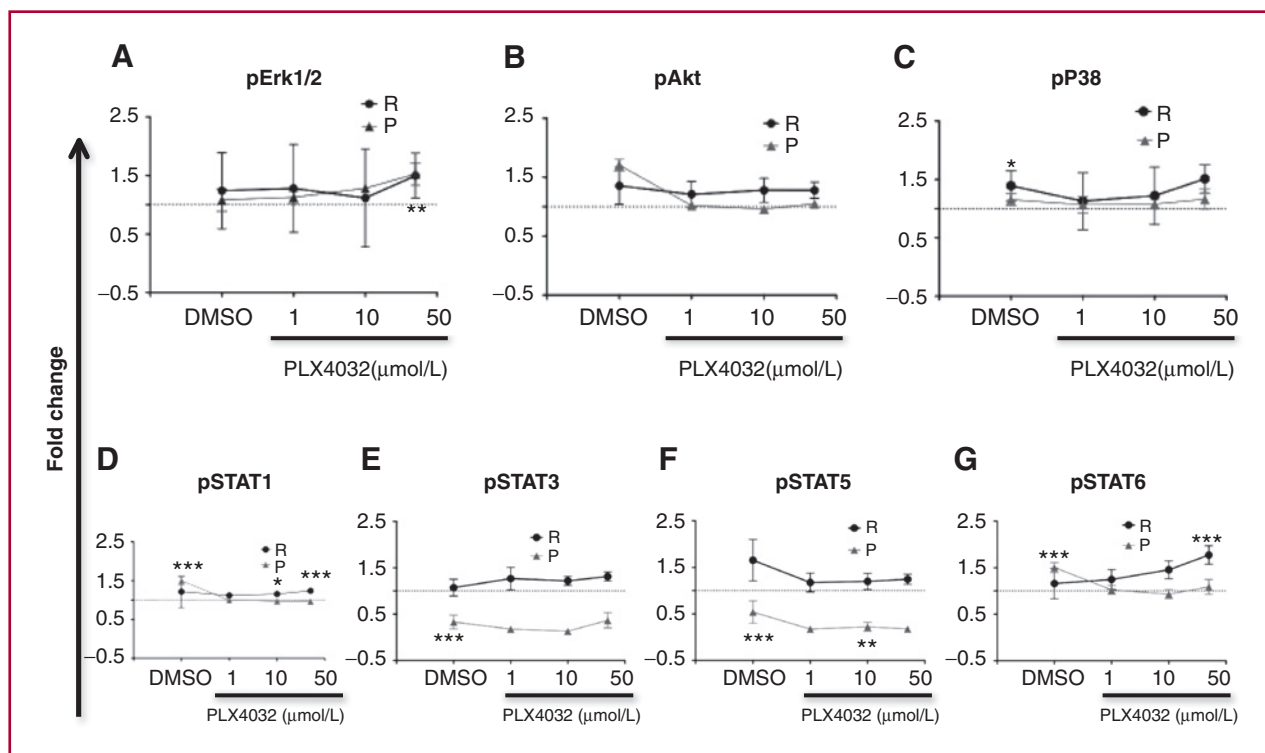 A
pErk1/2
R
P
2.5
1.5
0.5
−0.5
**
DMSO 1 10 50
PLX4032(μmol/L)
B
pAkt
R
P
2.5
1.5
0.5
−0.5
DMSO 1 10 50
PLX4032(μmol/L)
C
pP38
R
P
2.5
1.5
0.5
−0.5
*
DMSO 1 10 50
PLX4032(μmol/L)
Fold change
D
pSTAT1
R
P
2.5
1.5
0.5
−0.5
*** * ***
DMSO 1 10 50
PLX4032 (μmol/L)
E
pSTAT3
R
P
2.5
1.5
0.5
−0.5
***
DMSO 1 10 50
PLX4032 (μmol/L)
F
pSTAT5
R
P
2.5
1.5
0.5
−0.5
*** **
DMSO 1 10 50
PLX4032 (μmol/L)
G
pSTAT6
R
P
2.5
1.5
0.5
−0.5
*** ***
DMSO 1 10 50
PLX4032 (μmol/L)